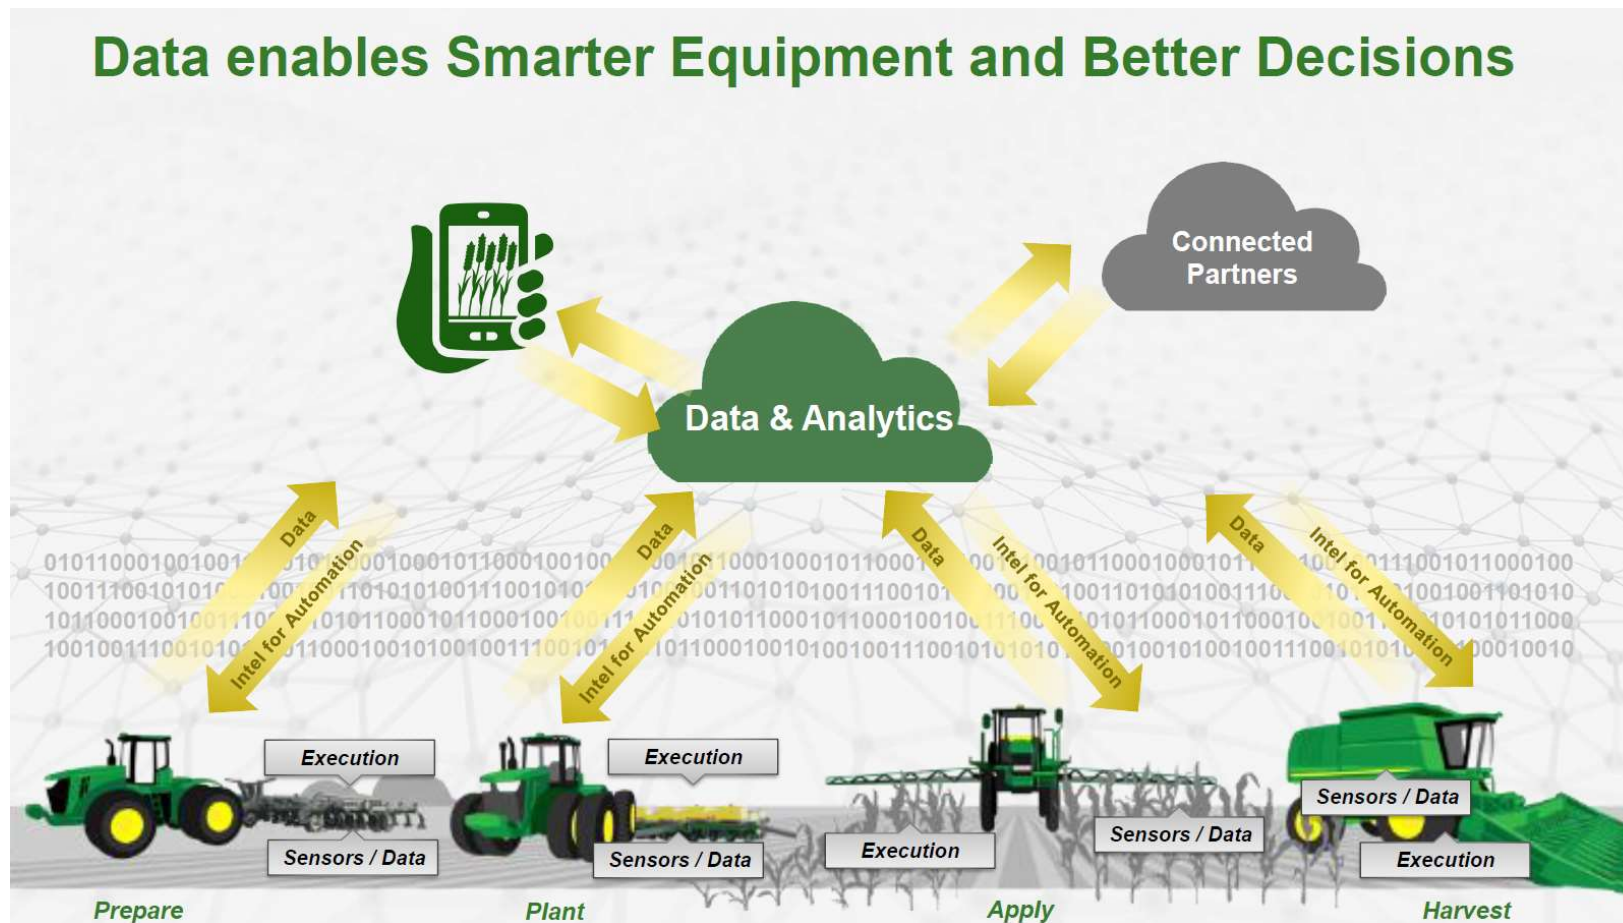 Data enables Smarter Equipment and Better Decisions
Connected
Partners
Data & Analytics
Data
Intel for Automation
Data
Intel for Automation
Data
Intel for Automation
Data
Intel for Automation
Execution
Sensors / Data
Execution
Sensors / Data
Execution
Sensors / Data
Sensors / Data
Execution
Prepare
Plant
Apply
Harvest